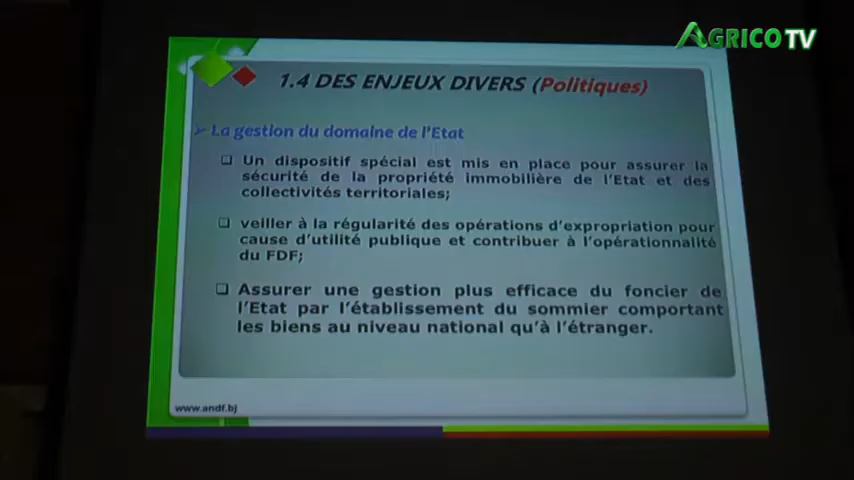 AGRICO TV
1.4 DES ENJEUX DIVERS (Politiques)
➢ La gestion du domaine de l'Etat
❑ Un dispositif spécial est mis en place pour assurer la
sécurité de la propriété immobilière de l'Etat et des
collectivités territoriales;
❑ veiller à la régularité des opérations d'expropriation pour
cause d'utilité publique et contribuer à l'opérationnalité
du FDF;
❑ Assurer une gestion plus efficace du foncier de
l'Etat par l'établissement du sommier comportant
les biens au niveau national qu'à l'étranger.
www.andf.bj